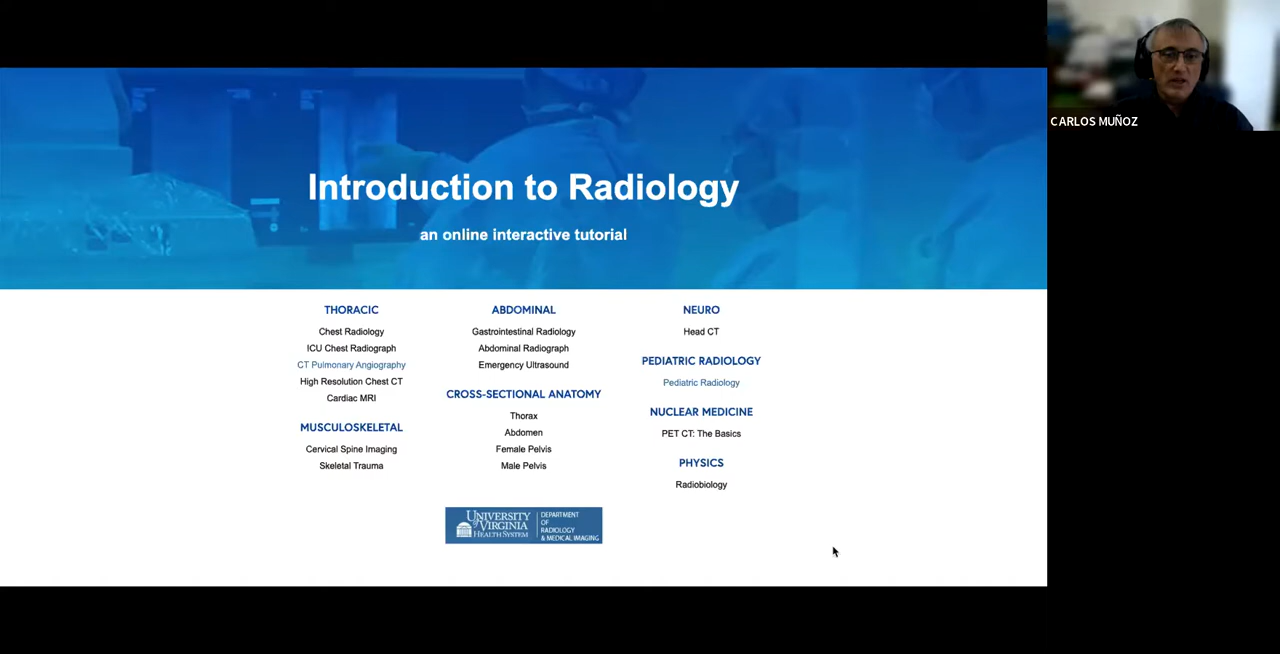 CARLOS MUÑOZ
Introduction to Radiology
an online interactive tutorial
THORACIC
Chest Radiology
ICU Chest Radiograph
CT Pulmonary Angiography
High Resolution Chest CT
Cardiac MRI
MUSCULOSKELETAL
Cervical Spine Imaging
Skeletal Trauma
ABDOMINAL
Gastrointestinal Radiology
Abdominal Radiograph
Emergency Ultrasound
CROSS-SECTIONAL ANATOMY
Thorax
Abdomen
Female Pelvis
Male Pelvis
NEURO
Head CT
PEDIATRIC RADIOLOGY
Pediatric Radiology
NUCLEAR MEDICINE
PET CT: The Basics
PHYSICS
Radiobiology
UNIVERSITY
of VIRGINIA
HEALTH SYSTEM
DEPARTMENT
OF
RADIOLOGY
& MEDICAL IMAGING